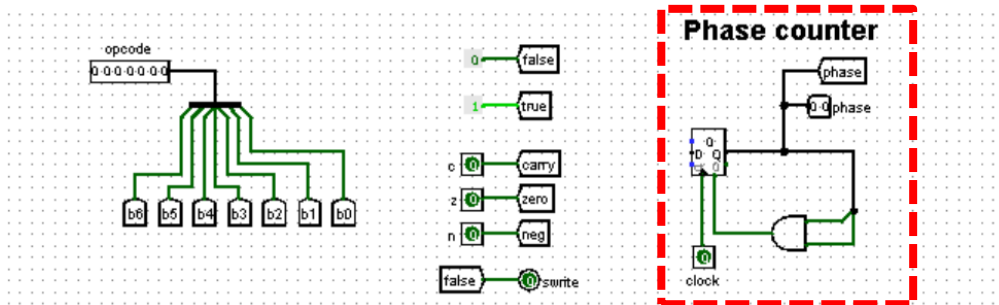 Phase counter
opcode
0 0 0 0 0 0 0
0
false
phase
1
true
0 0
phase
Q
D Q
0
c
0
carry
z
0
zero
b6
b5
b4
b3
b2
b1
b0
n
0
neg
false
0
swrite
0
clock